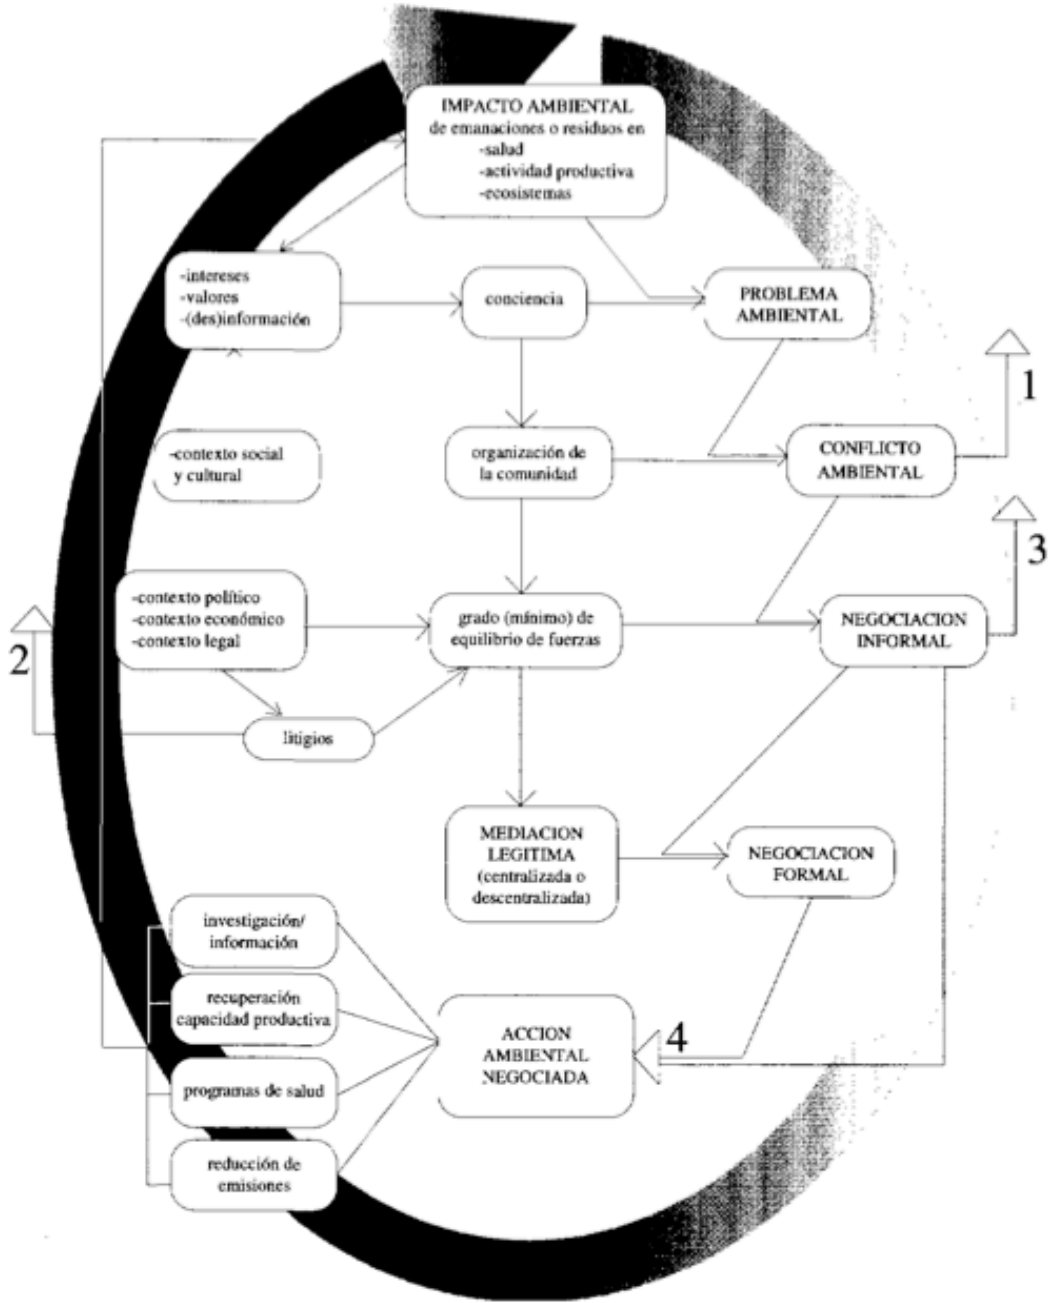 IMPACTO AMBIENTAL
de emanaciones o residuos en
-salud
-actividad productiva
-ecosistemas
-intereses
-valores
-(des)información
conciencia
PROBLEMA
AMBIENTAL
1
-contexto social
y cultural
organización de
la comunidad
CONFLICTO
AMBIENTAL
3
-contexto político
-contexto económico
-contexto legal
grado (mínimo) de
equilibrio de fuerzas
NEGOCIACION
INFORMAL
2
litigios
MEDIACION
LEGITIMA
(centralizada o
descentralizada)
NEGOCIACION
FORMAL
investigación/
información
recuperación
capacidad productiva
programas de salud
reducción de
emisiones
ACCION
AMBIENTAL
NEGOCIADA
4